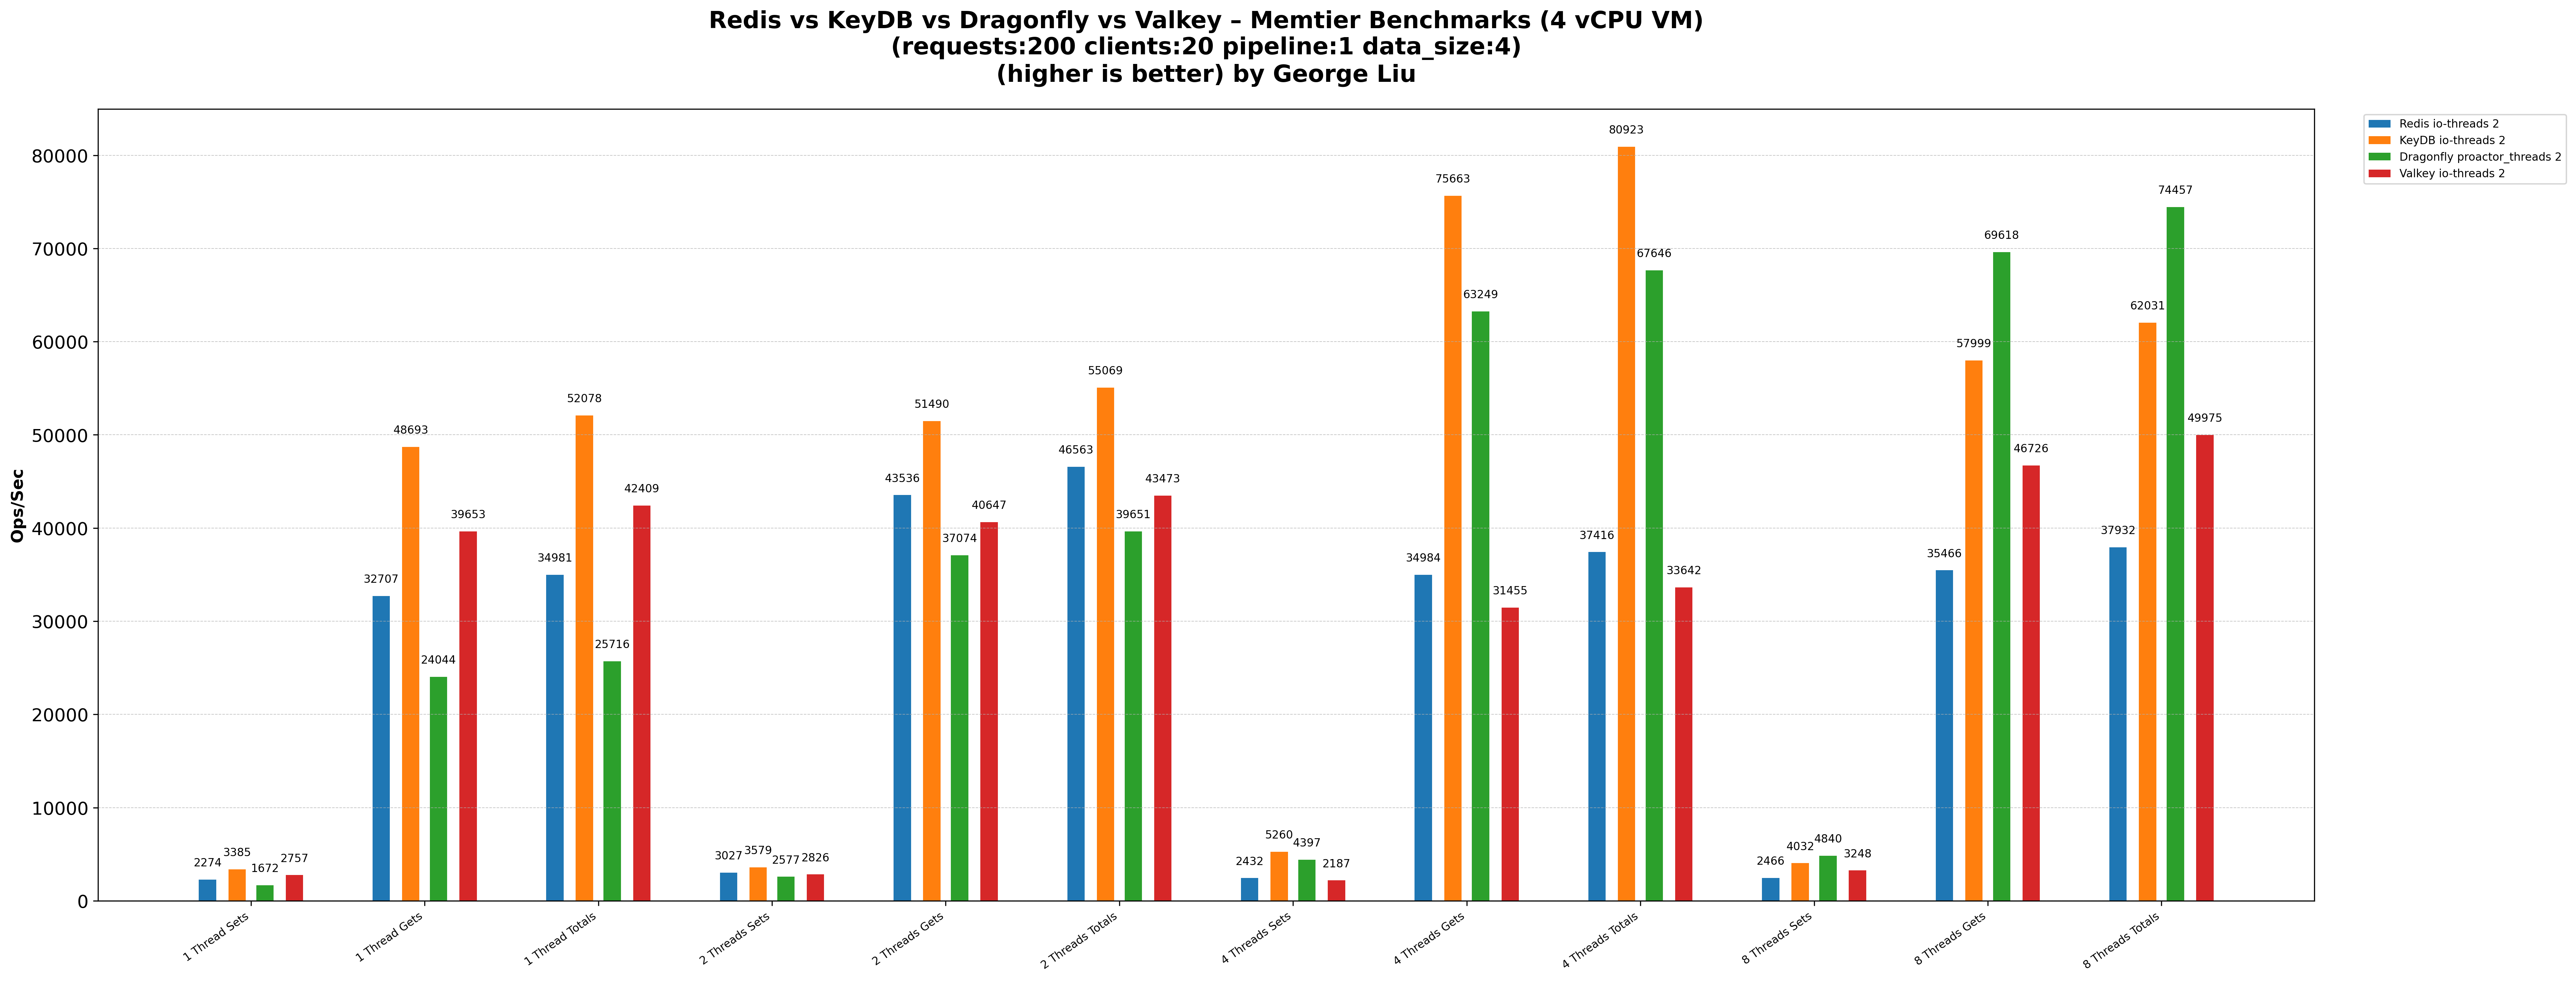 Redis vs KeyDB vs Dragonfly vs Valkey – Memtier Benchmarks (4 vCPU VM)
(requests:200 clients:20 pipeline:1 data_size:4)
(higher is better) by George Liu
Redis io-threads 2
KeyDB io-threads 2
Dragonfly proactor_threads 2
Valkey io-threads 2
Ops/Sec
80000
70000
60000
50000
40000
30000
20000
10000
0
2274
3385
1672
2757
32707
48693
24044
39653
34981
52078
25716
42409
3027
3579
2577
2826
43536
51490
37074
40647
46563
55069
39651
43473
2432
5260
4397
2187
34984
75663
63249
31455
37416
80923
67646
33642
2466
4032
4840
3248
35466
57999
69618
46726
37932
62031
74457
49975
1 Thread Sets
1 Thread Gets
1 Thread Totals
2 Threads Sets
2 Threads Gets
2 Threads Totals
4 Threads Sets
4 Threads Gets
4 Threads Totals
8 Threads Sets
8 Threads Gets
8 Threads Totals